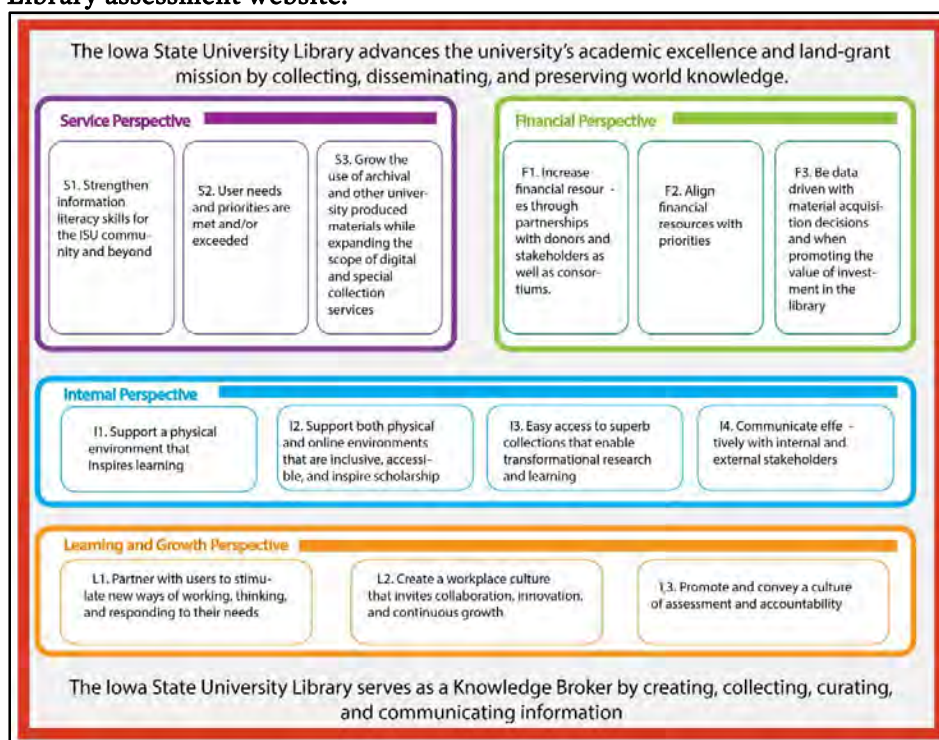 Library assessment website.
The Iowa State University Library advances the university's academic excellence and land-grant
mission by collecting, disseminating, and preserving world knowledge.
Service Perspective
S1. Strengthen
information
literacy skills for
the ISU commu-
nity and beyond
S2. User needs
and priorities are
met and/or
exceeded
S3. Grow the
use of archival
and other univer-
sity produced
materials while
expanding the
scope of digital
and special
collection
services
Financial Perspective
F1. Increase
financial resour -
es through
partnerships
with donors and
stakeholders as
well as consor-
tiums.
F2. Align
financial
resources with
priorities
F3. Be data
driven with
material acquisi-
tion decisions
and when
promoting the
value of invest-
ment in the
library
Internal Perspective
I1. Support a physical
environment that
inspires learning
I2. Support both physical
and online environments
that are inclusive, accessi-
ble, and inspire scholarship
I3. Easy access to superb
collections that enable
transformational research
and learning
I4. Communicate effe -
tively with internal and
external stakeholders
Learning and Growth Perspective
L1. Partner with users to stimu-
late new ways of working, thinking,
and responding to their needs
L2. Create a workplace culture
that invites collaboration, innovation,
and continuous growth
L3. Promote and convey a culture
of assessment and accountability
The Iowa State University Library serves as a Knowledge Broker by creating, collecting, curating,
and communicating information